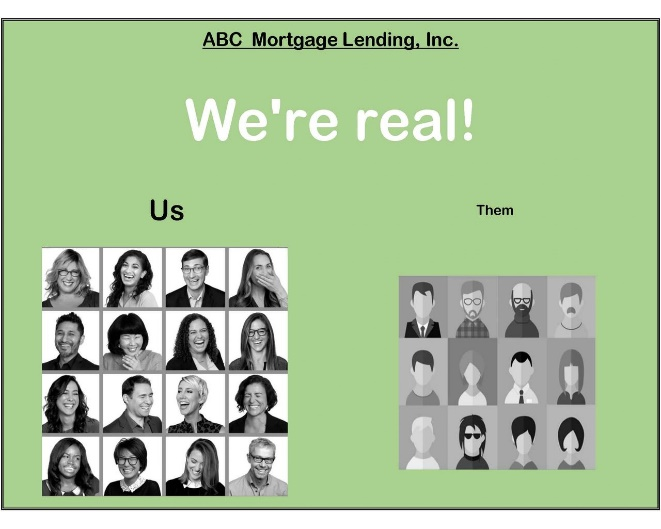 ABC  Mortgage Lending, Inc.
We're real!
Us
Them